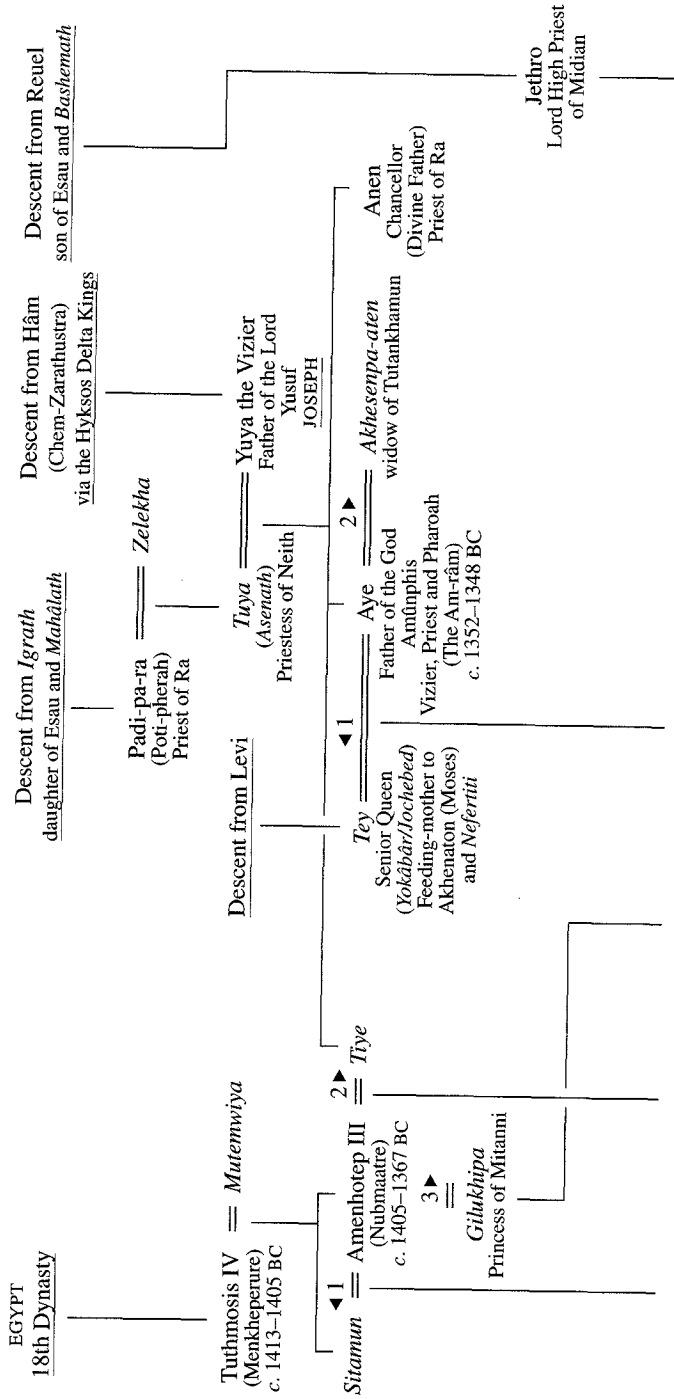 EGYPT
18th Dynasty
Tuthmosis IV
(Menkheperure)
c. 1413–1405 BC
Mutemwiya
Sitamun
◄ 1
Amenhotep III
(Nubmaatre)
c. 1405–1367 BC
2 ►
Tiye
3 ►
Gilukhipa
Princess of Mitanni
Descent from Igrath
daughter of Esau and Mahâlath
Padi-pa-ra
(Poti-pherah)
Priest of Ra
Zelekha
Descent from Hâm
(Chem-Zarathustra)
via the Hyksos Delta Kings
Tuya
(Asenath)
Priestess of Neith
Yuya the Vizier
Father of the Lord
Yusuf
JOSEPH
Descent from Levi
Tey
Senior Queen
(Yokâbâr/Jochebed)
Feeding-mother to
Akhenaton (Moses)
and Nefertiti
◄ 1
Aye
Father of the God
Amûnphis
Vizier, Priest and Pharoah
(The Am-râm)
c. 1352–1348 BC
2 ►
Akhesenpa-aten
widow of Tutankhamun
Anen
Chancellor
(Divine Father)
Priest of Ra
Descent from Reuel
son of Esau and Bashemath
Jethro
Lord High Priest
of Midian